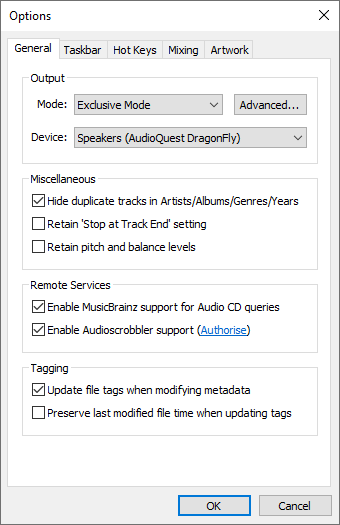 Options
General Taskbar Hot Keys Mixing Artwork
Output
Mode: Exclusive Mode Advanced...
Device: Speakers (AudioQuest DragonFly)
Miscellaneous
Hide duplicate tracks in Artists/Albums/Genres/Years
Retain 'Stop at Track End' setting
Retain pitch and balance levels
Remote Services
Enable MusicBrainz support for Audio CD queries
Enable Audioscrobbler support (Authorise)
Tagging
Update file tags when modifying metadata
Preserve last modified file time when updating tags
OK Cancel